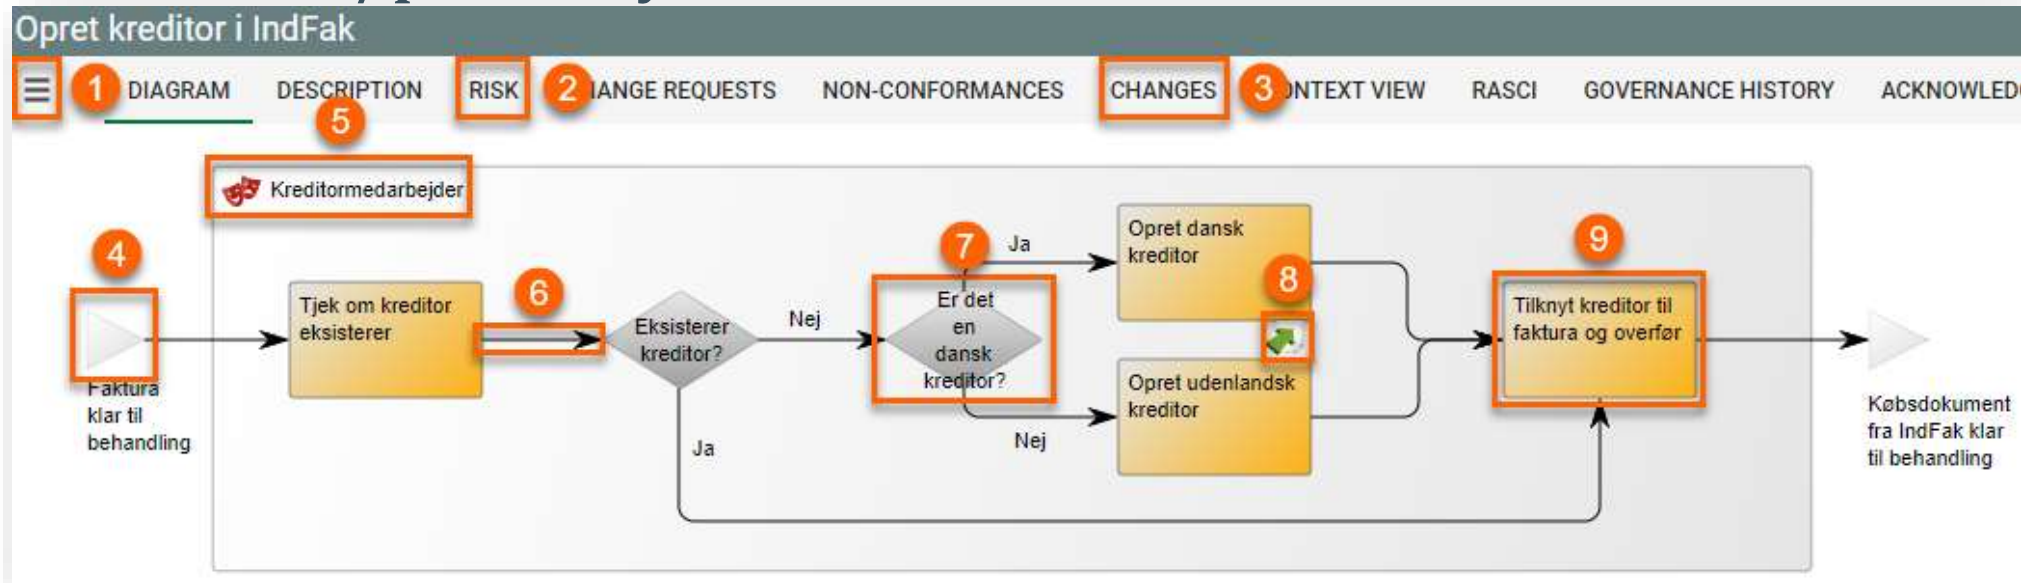 Opret kreditor i IndFak
1 DIAGRAM DESCRIPTION RISK 2 HANGE REQUESTS NON-CONFORMANCES CHANGES 3 ONTEXT VIEW RASCI GOVERNANCE HISTORY ACKNOWLED
5
Kreditormedarbejder
4
Faktura
klar til
behandling
Tjek om kreditor
eksisterer
6
Eksisterer
kreditor?
Nej
Ja
7
Er det
en
dansk
kreditor?
Ja
Nej
Opret dansk
kreditor
8
Opret udenlandsk
kreditor
9
Tilknyt kreditor til
faktura og overfør
Købsdokument
fra IndFak klar
til behandling